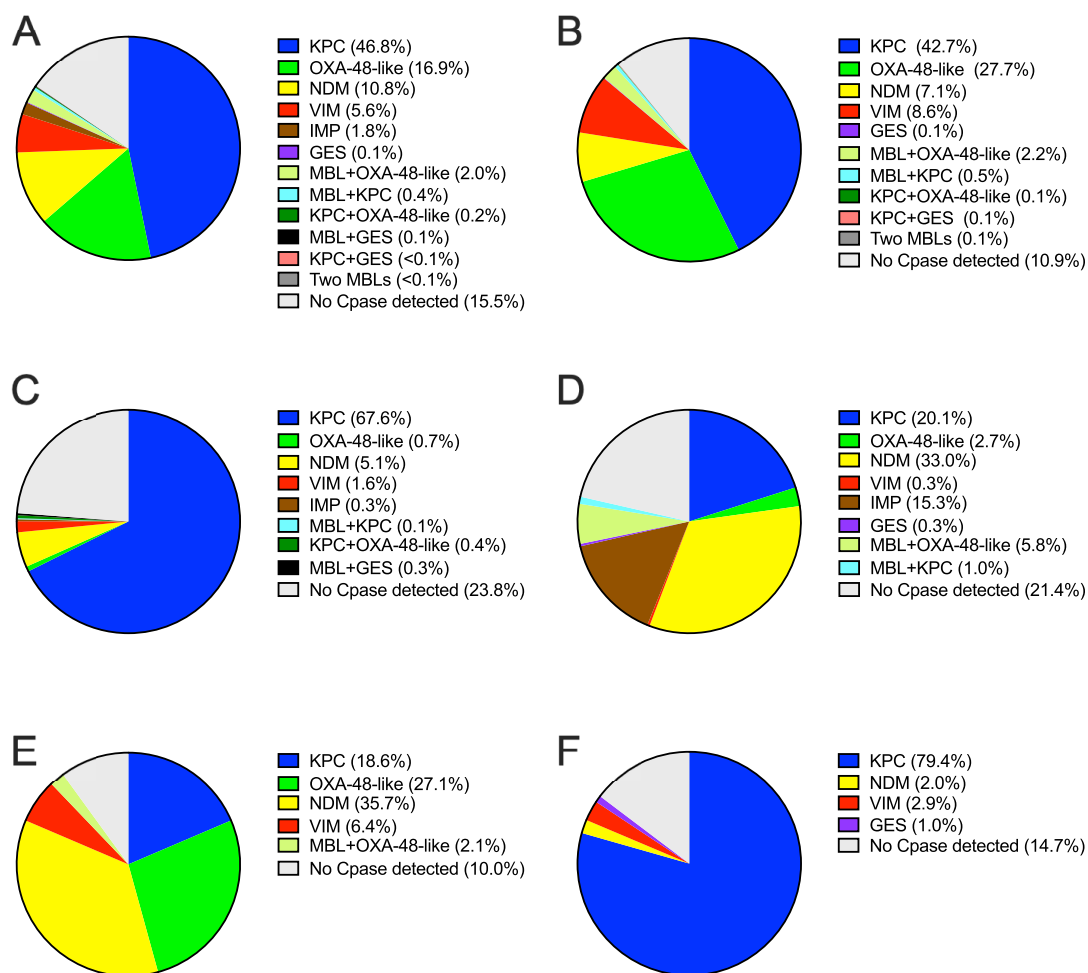 A
KPC (46.8%)
OXA-48-like (16.9%)
NDM (10.8%)
VIM (5.6%)
IMP (1.8%)
GES (0.1%)
MBL+OXA-48-like (2.0%)
MBL+KPC (0.4%)
KPC+OXA-48-like (0.2%)
MBL+GES (0.1%)
KPC+GES (<0.1%)
Two MBLs (<0.1%)
No Cpase detected (15.5%)
B
KPC (42.7%)
OXA-48-like (27.7%)
NDM (7.1%)
VIM (8.6%)
GES (0.1%)
MBL+OXA-48-like (2.2%)
MBL+KPC (0.5%)
KPC+OXA-48-like (0.1%)
KPC+GES (0.1%)
Two MBLs (0.1%)
No Cpase detected (10.9%)
C
KPC (67.6%)
OXA-48-like (0.7%)
NDM (5.1%)
VIM (1.6%)
IMP (0.3%)
MBL+KPC (0.1%)
KPC+OXA-48-like (0.4%)
MBL+GES (0.3%)
No Cpase detected (23.8%)
D
KPC (20.1%)
OXA-48-like (2.7%)
NDM (33.0%)
VIM (0.3%)
IMP (15.3%)
GES (0.3%)
MBL+OXA-48-like (5.8%)
MBL+KPC (1.0%)
No Cpase detected (21.4%)
E
KPC (18.6%)
OXA-48-like (27.1%)
NDM (35.7%)
VIM (6.4%)
MBL+OXA-48-like (2.1%)
No Cpase detected (10.0%)
F
KPC (79.4%)
NDM (2.0%)
VIM (2.9%)
GES (1.0%)
No Cpase detected (14.7%)